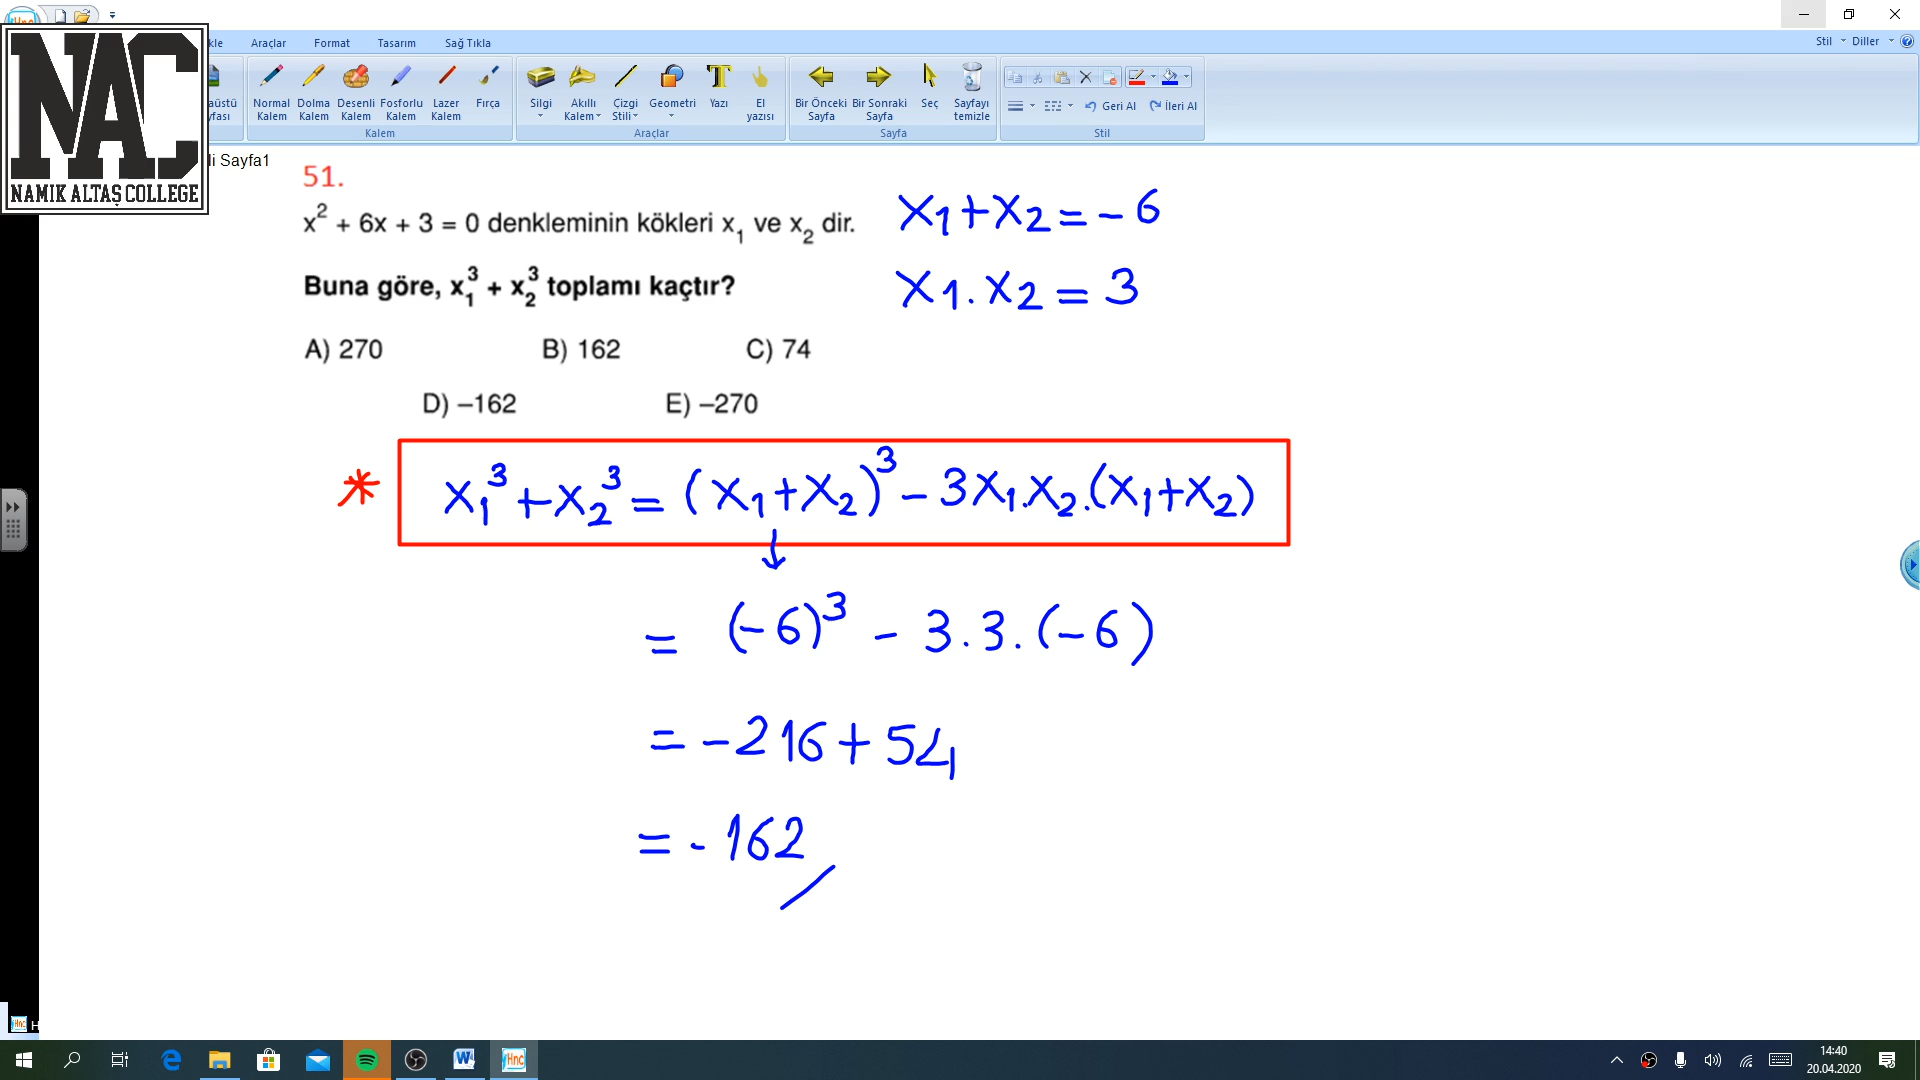 kle Araçlar Format Tasarım Sağ Tıkla Stil Diller
NAC
NAMIK ALTAŞ COLLEGE
Normal Kalem Dolma Kalem Desenli Kalem Fosforlu Kalem Lazer Kalem Fırça
Kalem
Silgi Akıllı Kalem Çizgi Stili Geometri Yazı El yazısı
Araçlar
Bir Önceki Sayfa Bir Sonraki Sayfa Seç Sayfayı temizle
Sayfa
Geri Al İleri Al
Stil
li Sayfa1
51.
x² + 6x + 3 = 0 denkleminin kökleri x₁ ve x₂ dir.
Buna göre, x₁³ + x₂³ toplamı kaçtır?
A) 270 B) 162 C) 74
D) –162 E) –270
x₁+x₂=-6
x₁.x₂=3
* x₁³+x₂³=(x₁+x₂)³-3x₁.x₂.(x₁+x₂)
= (-6)³ - 3.3.(-6)
= -216+54
= -162
Hnc
14:40
20.04.2020